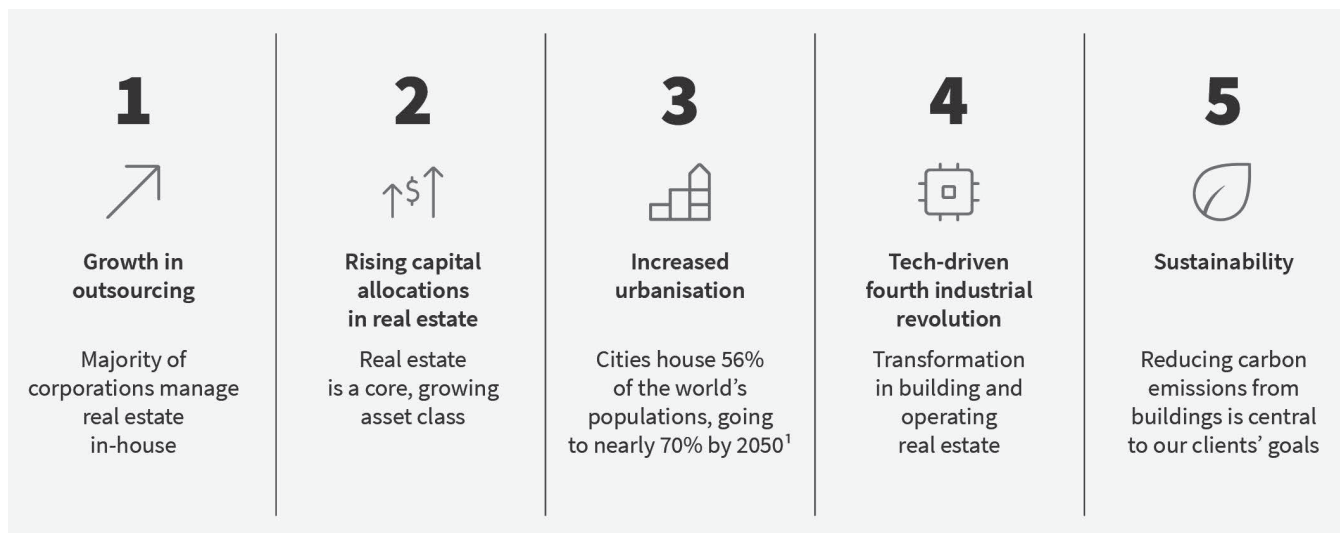 1
Growth in
outsourcing
Majority of
corporations manage
real estate
in-house
2
$
Rising capital
allocations
in real estate
Real estate
is a core, growing
asset class
3
Increased
urbanisation
Cities house 56%
of the world’s
populations, going
to nearly 70% by 2050¹
4
Tech-driven
fourth industrial
revolution
Transformation
in building and
operating
real estate
5
Sustainability
Reducing carbon
emissions from
buildings is central
to our clients’ goals